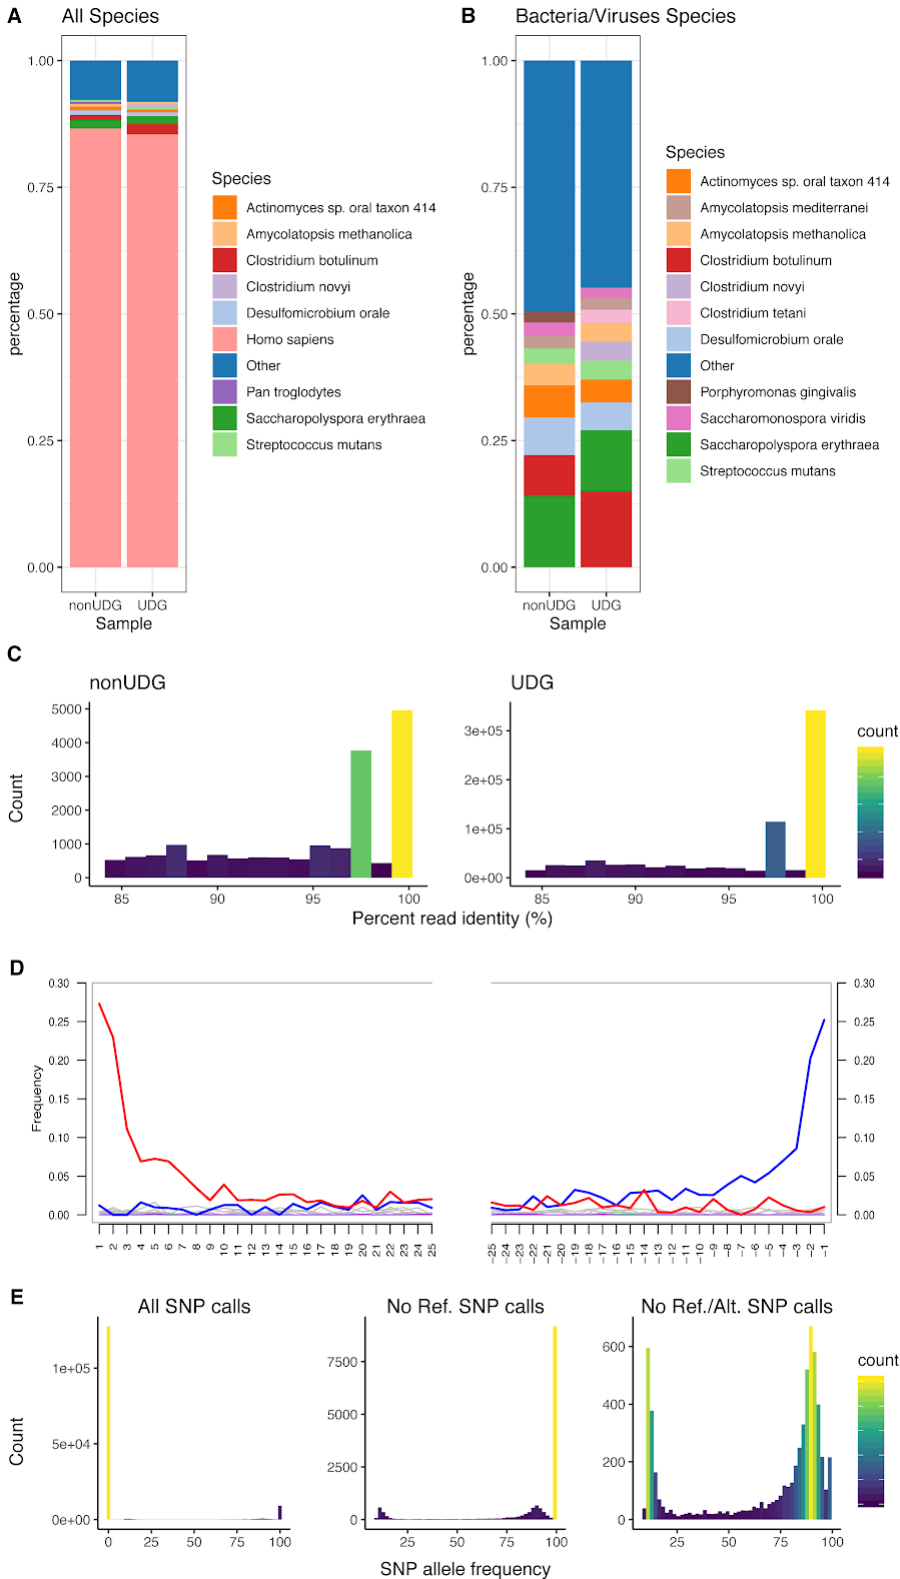 A All Species
1.00
0.75
0.50
0.25
0.00
percentage
nonUDG UDG
Sample
Species
Actinomyces sp. oral taxon 414
Amycolatopsis methanolica
Clostridium botulinum
Clostridium novyi
Desulfomicrobium orale
Homo sapiens
Other
Pan troglodytes
Saccharopolyspora erythraea
Streptococcus mutans
B Bacteria/Viruses Species
1.00
0.75
0.50
0.25
0.00
percentage
nonUDG UDG
Sample
Species
Actinomyces sp. oral taxon 414
Amycolatopsis mediterranei
Amycolatopsis methanolica
Clostridium botulinum
Clostridium novyi
Clostridium tetani
Desulfomicrobium orale
Other
Porphyromonas gingivalis
Saccharomonospora viridis
Saccharopolyspora erythraea
Streptococcus mutans
C
nonUDG
5000
4000
3000
2000
1000
0
Count
85 90 95 100
UDG
3e+05
2e+05
1e+05
0e+00
85 90 95 100
Percent read identity (%)
count
D
0.30
0.25
0.20
0.15
0.10
0.05
0.00
Frequency
1 2 3 4 5 6 7 8 9 10 11 12 13 14 15 16 17 18 19 20 21 22 23 24 25
-25 -24 -23 -22 -21 -20 -19 -18 -17 -16 -15 -14 -13 -12 -11 -10 -9 -8 -7 -6 -5 -4 -3 -2 -1
0.30
0.25
0.20
0.15
0.10
0.05
0.00
E
All SNP calls
1e+05
5e+04
0e+00
Count
0 25 50 75 100
No Ref. SNP calls
7500
5000
2500
0
25 50 75 100
No Ref./Alt. SNP calls
600
400
200
0
25 50 75 100
SNP allele frequency
count